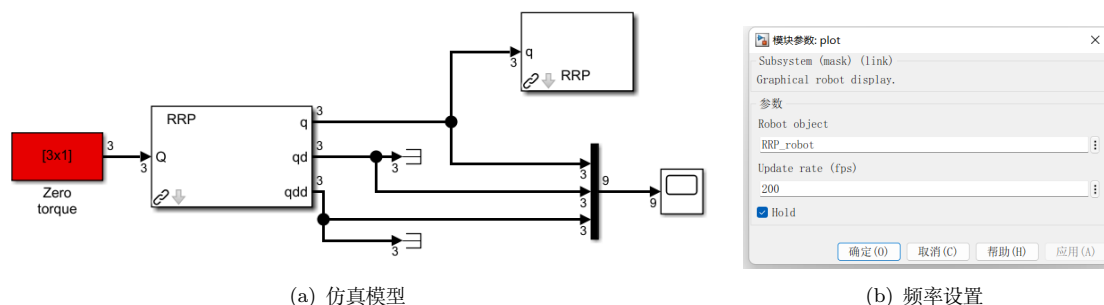 RRP
q
3
RRP
[3x1]
3
3
Q
q
3
qd
3
qdd
3
3
3
3
3
3
9
9
Zero
torque
(a) 仿真模型
模块参数: plot
Subsystem (mask) (link)
Graphical robot display.
参数
Robot object
RRP_robot
Update rate (fps)
200
Hold
确定(O) 取消(C) 帮助(H) 应用(A)
(b) 频率设置